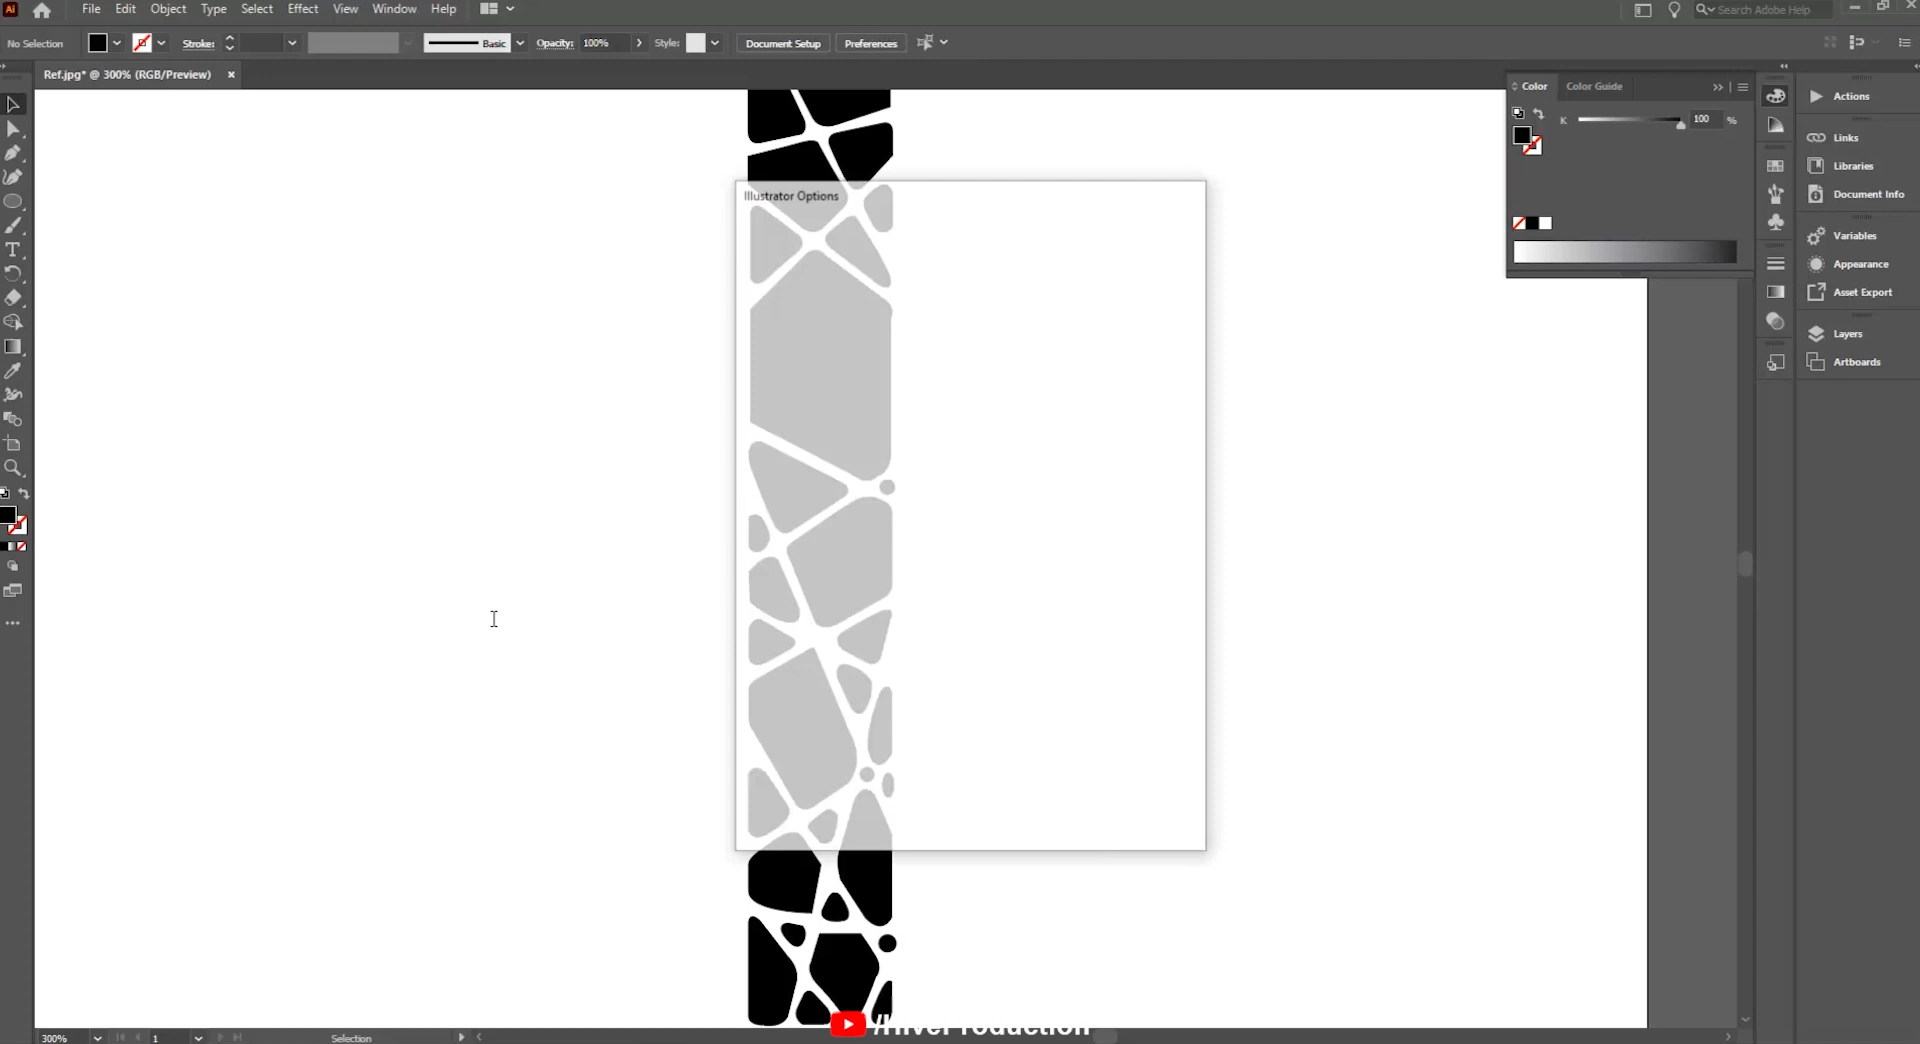 Ai
File Edit Object Type Select Effect View Window Help
Search Adobe Help
No Selection
Stroke:
Basic
Opacity: 100%
Style:
Document Setup
Preferences
Ref.jpg* @ 300% (RGB/Preview)
×
Color
Color Guide
K
100
%
Actions
Links
Libraries
Document Info
Variables
Appearance
Asset Export
Layers
Artboards
Illustrator Options
T
300%
1
Selection